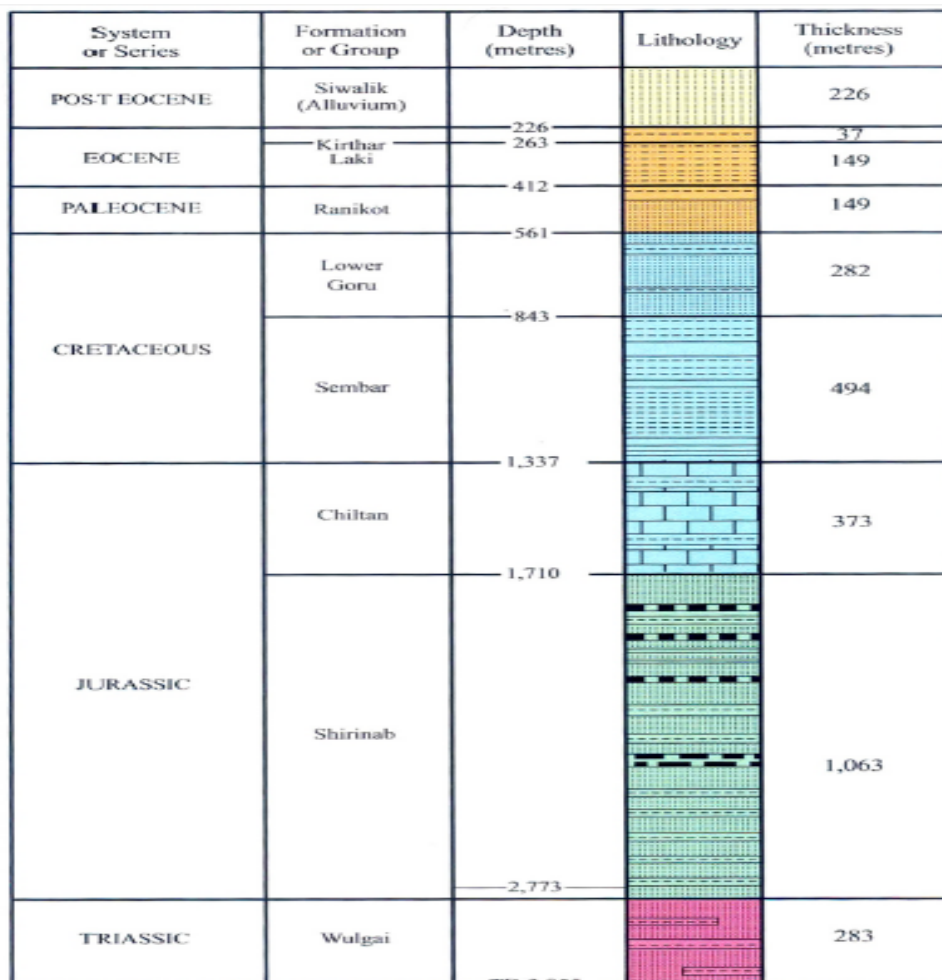 System
or Series
Formation
or Group
Depth
(metres)
Lithology
Thickness
(metres)
POST EOCENE
Siwalik
(Alluvium)
226
226
EOCENE
Kirthar
263
37
Laki
149
412
PALEOCENE
Ranikot
149
561
CRETACEOUS
Lower
Goru
282
843
Sembar
494
1,337
JURASSIC
Chiltan
373
1,710
Shirinab
1,063
2,773
TRIASSIC
Wulgai
283